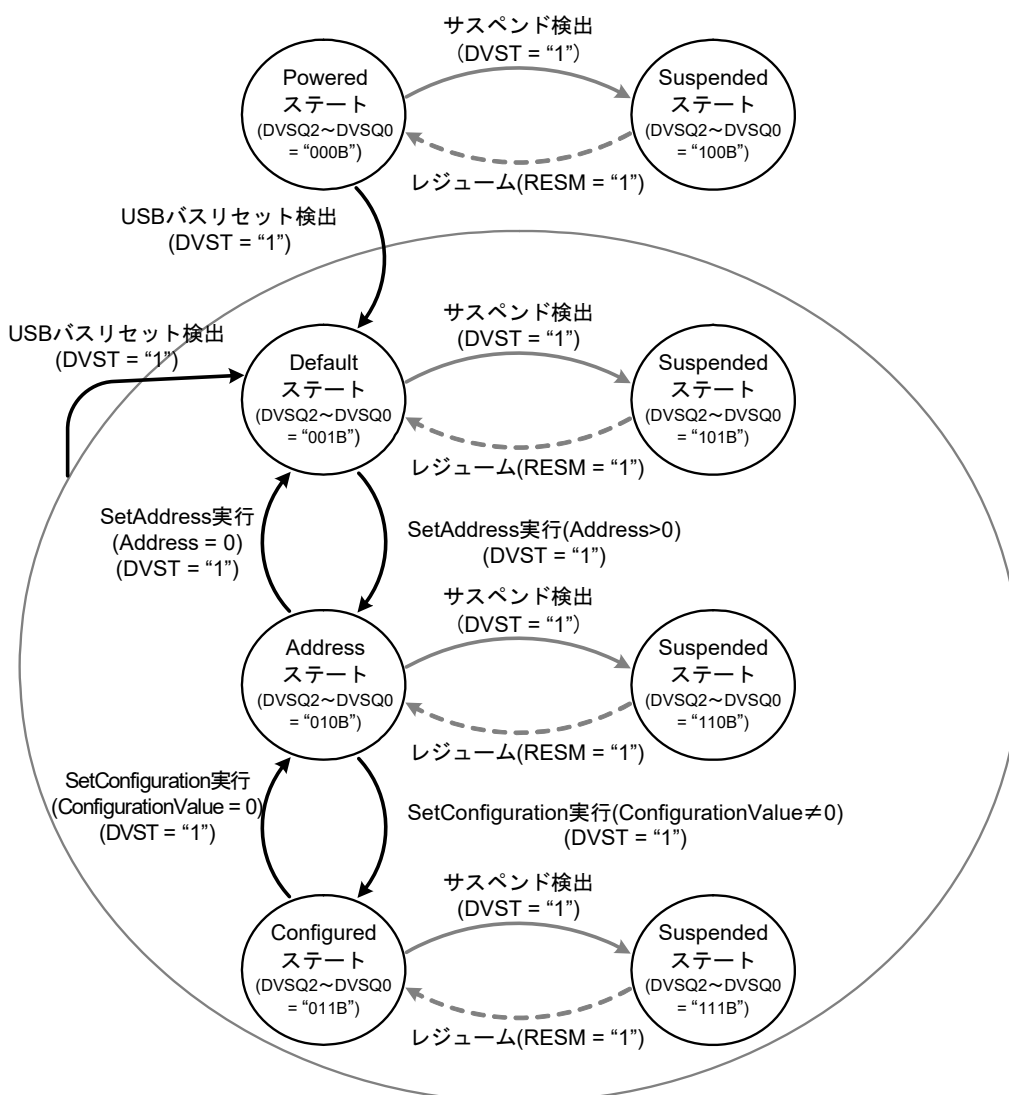 サスペンド検出
（DVST = “1”）
Powered
ステート
(DVSQ2～DVSQ0
= “000B”)
Suspended
ステート
(DVSQ2～DVSQ0
= “100B”)
レジューム(RESM = “1”)
USBバスリセット検出
(DVST = “1”)
USBバスリセット検出
(DVST = “1”)
サスペンド検出
(DVST = “1”)
Default
ステート
(DVSQ2～DVSQ0
= “001B”)
Suspended
ステート
(DVSQ2～DVSQ0
= “101B”)
レジューム(RESM = “1”)
SetAddress実行
(Address = 0)
(DVST = “1”)
SetAddress実行(Address>0)
(DVST = “1”)
サスペンド検出
（DVST = “1”）
Address
ステート
(DVSQ2～DVSQ0
= “010B”)
Suspended
ステート
(DVSQ2～DVSQ0
= “110B”)
レジューム(RESM = “1”)
SetConfiguration実行
(ConfigurationValue = 0)
(DVST = “1”)
SetConfiguration実行(ConfigurationValue≠0)
(DVST = “1”)
サスペンド検出
(DVST = “1”)
Configured
ステート
(DVSQ2～DVSQ0
= “011B”)
Suspended
ステート
(DVSQ2～DVSQ0
= “111B”)
レジューム(RESM = “1”)